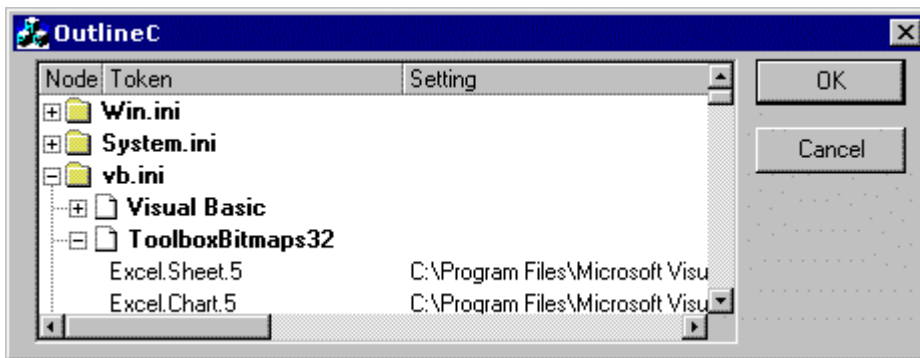 OutlineC
Node Token Setting
Win.ini
System.ini
vb.ini
Visual Basic
ToolboxBitmaps32
Excel.Sheet.5 C:\Program Files\Microsoft Visu
Excel.Chart.5 C:\Program Files\Microsoft Visu
OK
Cancel